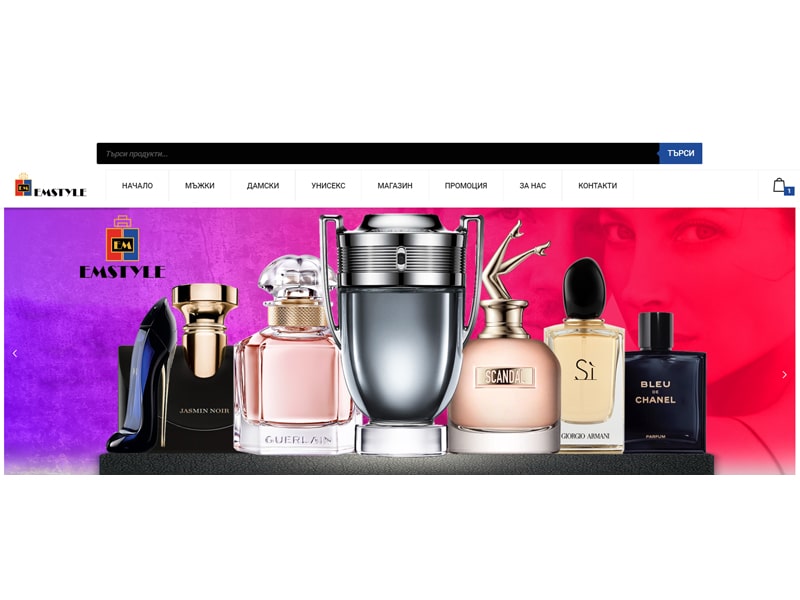 Търси продукти...
ТЪРСИ
EM
EMSTYLE
НАЧАЛО
МЪЖКИ
ДАМСКИ
УНИСЕКС
МАГАЗИН
ПРОМОЦИЯ
ЗА НАС
КОНТАКТИ
1
EM
EMSTYLE
JASMIN NOIR
GUERLAIN
SCANDAL
Sì
GIORGIO ARMANI
BLEU
DE
CHANEL
PARFUM